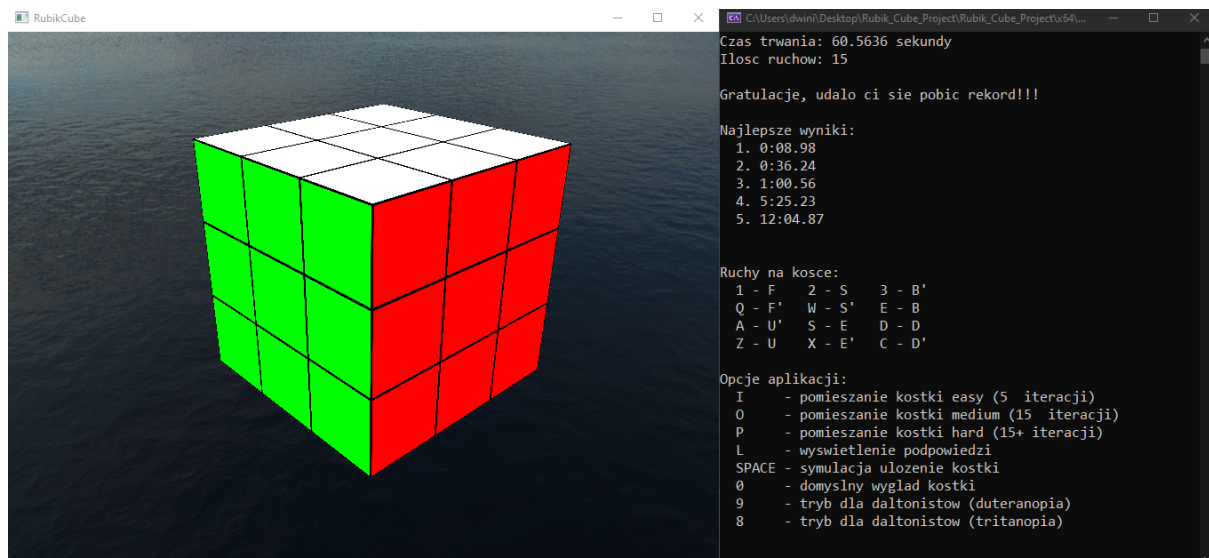 RubikCube
C:\Users\dwini\Desktop\Rubik_Cube_Project\Rubik_Cube_Project\x64\...
Czas trwania: 60.5636 sekundy
Ilosc ruchow: 15
Gratulacje, udalo ci sie pobic rekord!!!
Najlepsze wyniki:
1. 0:08.98
2. 0:36.24
3. 1:00.56
4. 5:25.23
5. 12:04.87
Ruchy na kosce:
1 - F 2 - S 3 - B'
Q - F' W - S' E - B
A - U' S - E D - D
Z - U X - E' C - D'
Opcje aplikacji:
I - pomieszanie kostki easy (5 iteracji)
O - pomieszanie kostki medium (15 iteracji)
P - pomieszanie kostki hard (15+ iteracji)
L - wyswietlenie podpowiedzi
SPACE - symulacja ulozenie kostki
0 - domyslny wyglad kostki
9 - tryb dla daltonistow (duteranopia)
8 - tryb dla daltonistow (tritanopia)